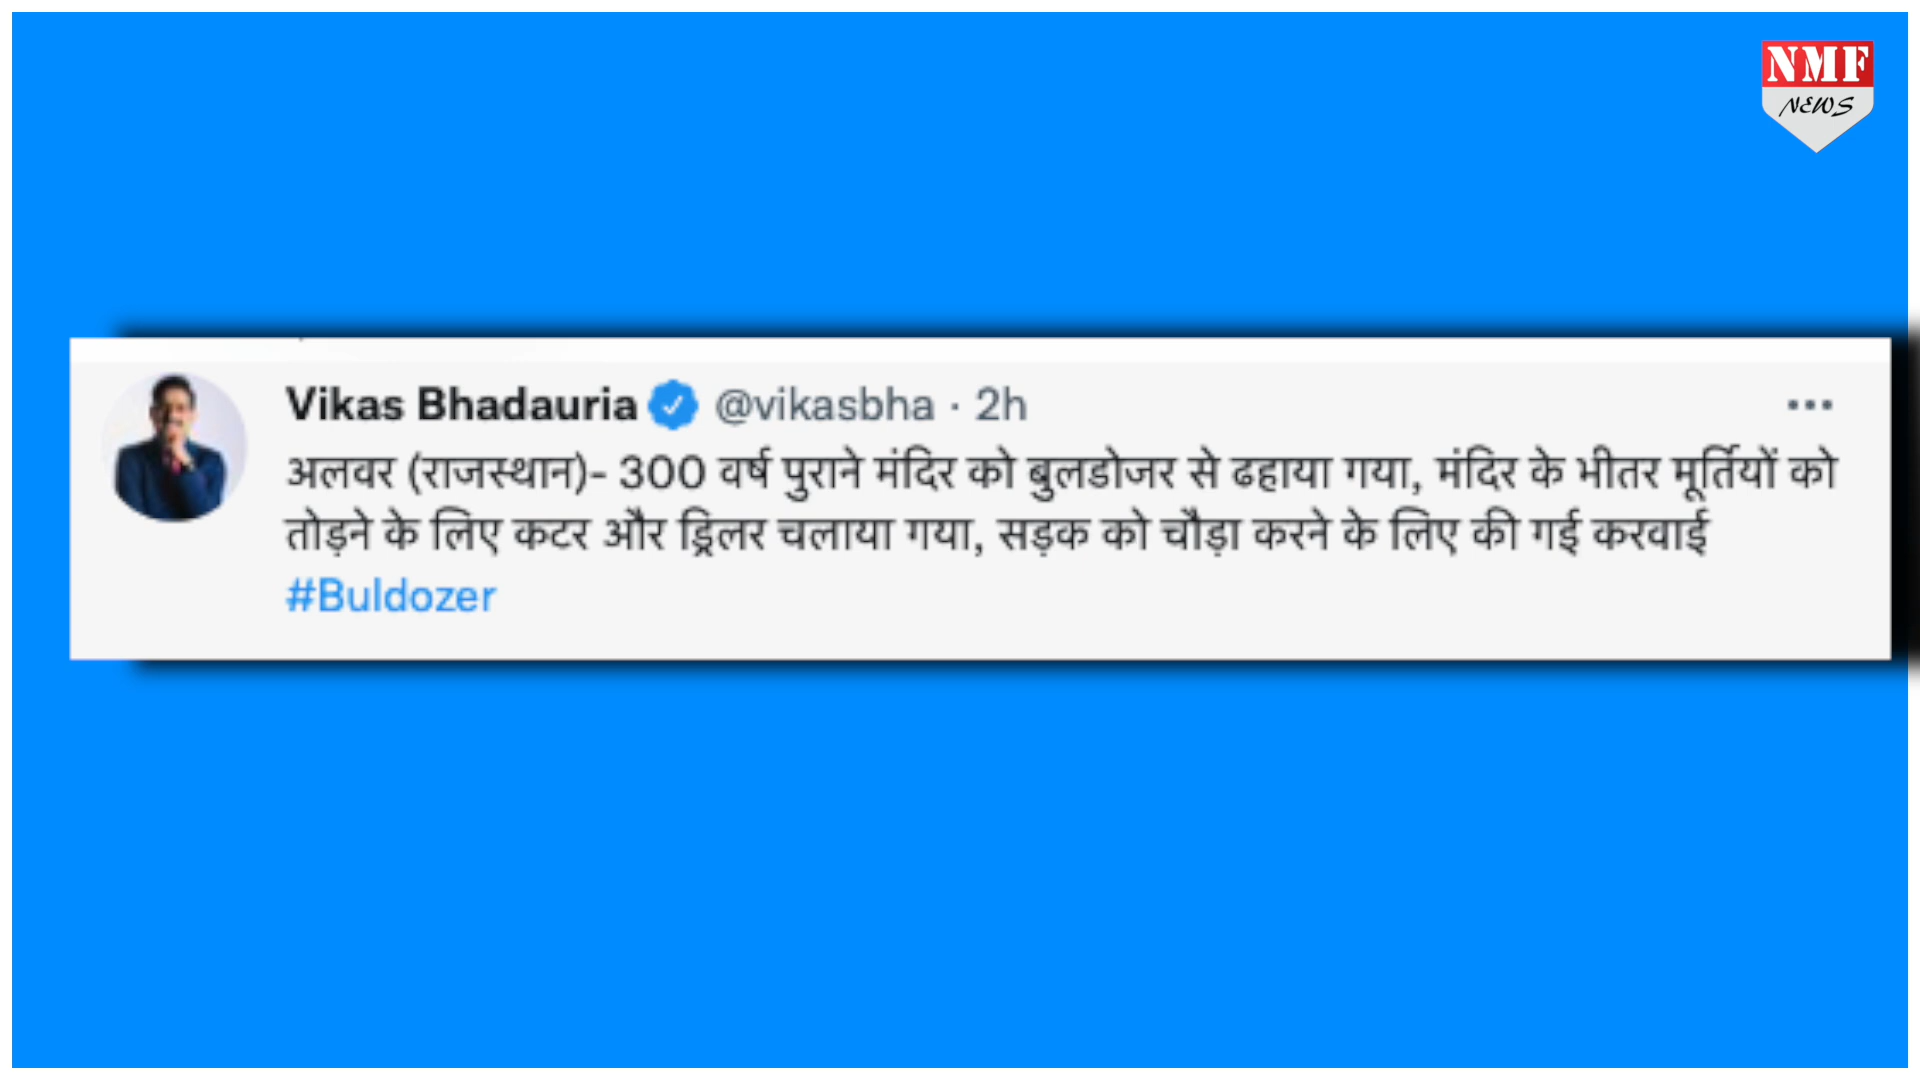 NMF
NEWS
Vikas Bhadauria @vikasbha · 2h
अलवर (राजस्थान)- 300 वर्ष पुराने मंदिर को बुलडोजर से ढहाया गया, मंदिर के भीतर मूर्तियों को
तोड़ने के लिए कटर और ड्रिलर चलाया गया, सड़क को चौड़ा करने के लिए की गई करवाई
#Buldozer